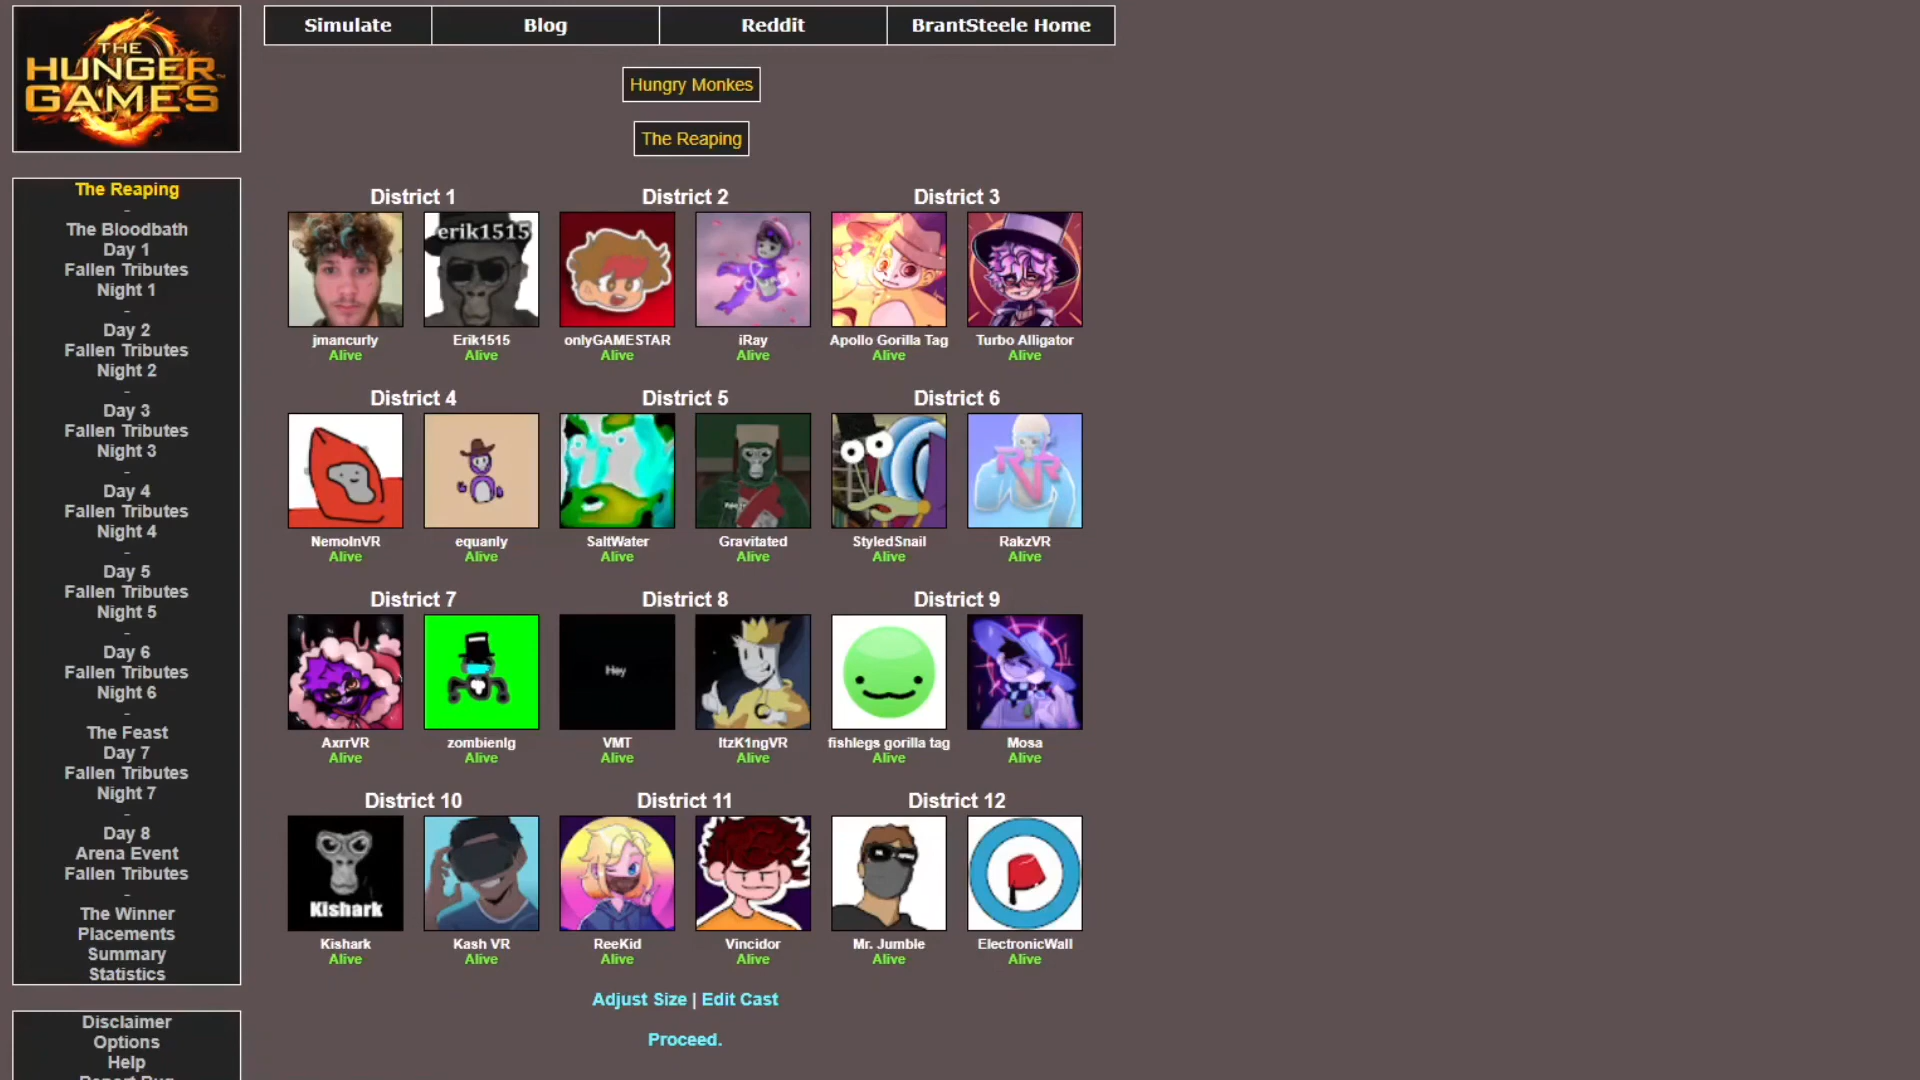 THE
HUNGER
GAMES
Simulate
Blog
Reddit
BrantSteele Home
Hungry Monkes
The Reaping
The Reaping
-
The Bloodbath
Day 1
Fallen Tributes
Night 1
-
Day 2
Fallen Tributes
Night 2
-
Day 3
Fallen Tributes
Night 3
-
Day 4
Fallen Tributes
Night 4
-
Day 5
Fallen Tributes
Night 5
-
Day 6
Fallen Tributes
Night 6
-
The Feast
Day 7
Fallen Tributes
Night 7
-
Day 8
Arena Event
Fallen Tributes
-
The Winner
Placements
Summary
Statistics
Disclaimer
Options
Help
Report Bug
District 1
District 2
District 3
erik1515
jmancurly
Erik1515
onlyGAMESTAR
iRay
Apollo Gorilla Tag
Turbo Alligator
Alive
Alive
Alive
Alive
Alive
Alive
District 4
District 5
District 6
RVR
NemoInVR
equanly
SaltWater
Gravitated
StyledSnail
RakzVR
Alive
Alive
Alive
Alive
Alive
Alive
District 7
District 8
District 9
Hey
AxrrVR
zombienlg
VMT
ItzK1ngVR
fishlegs gorilla tag
Mosa
Alive
Alive
Alive
Alive
Alive
Alive
District 10
District 11
District 12
Kishark
Kishark
Kash VR
ReeKid
Vincidor
Mr. Jumble
ElectronicWall
Alive
Alive
Alive
Alive
Alive
Alive
Adjust Size | Edit Cast
Proceed.